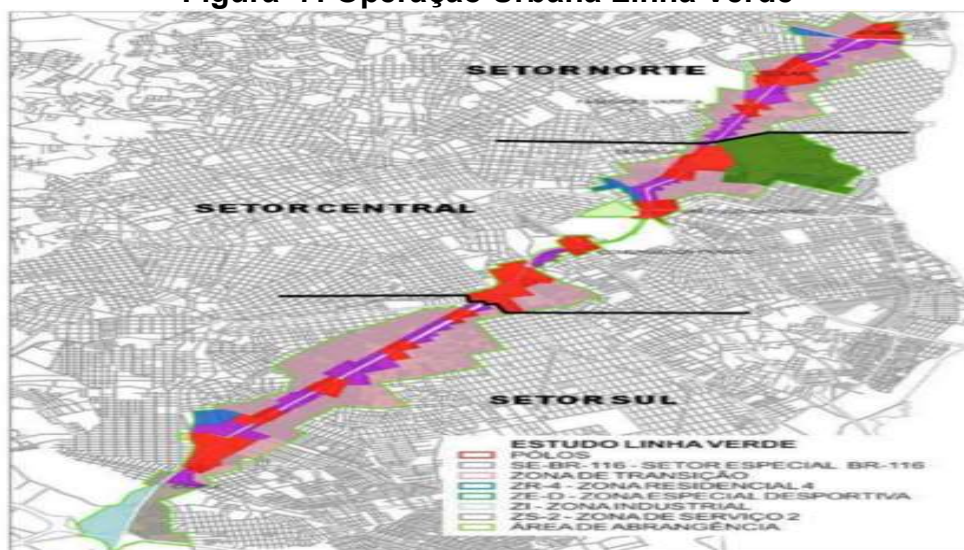 Figura 7: Operação Urbana Linha Verde
SETOR NORTE
SETOR CENTRAL
SETOR SUL
ESTUDO LINHA VERDE
PÓLOS
SE-BR-116 - SETOR ESPECIAL BR-116
ZONA DE TRANSIÇÃO
ZR-4 - ZONA RESIDENCIAL 4
ZE-D - ZONA ESPECIAL DESPORTIVA
ZI - ZONA INDUSTRIAL
ZS-2 - ZONA DE SERVIÇO 2
ÁREA DE ABRANGÊNCIA